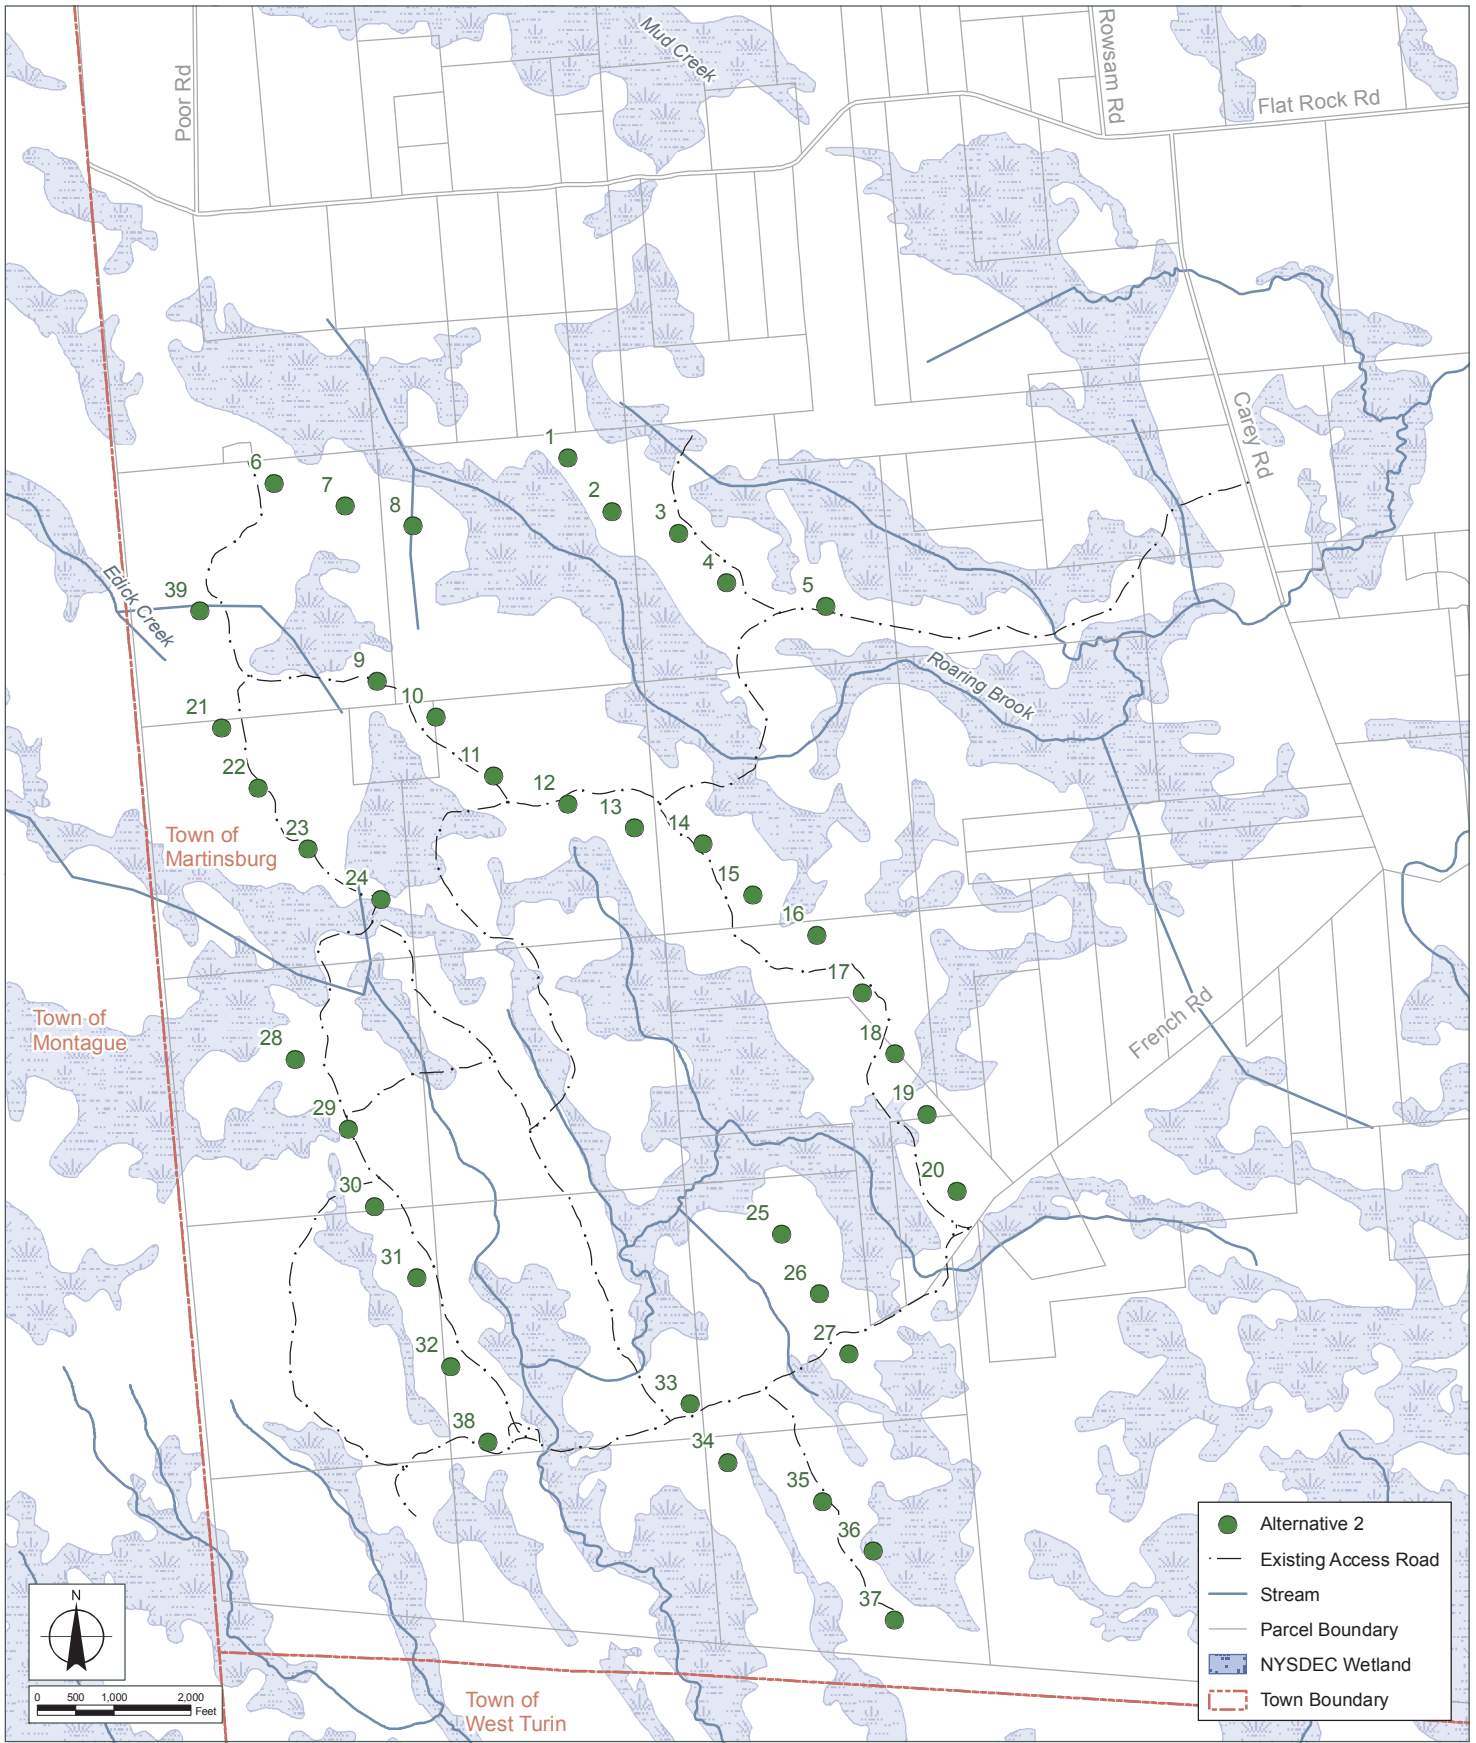 Mud Creek
Rowsam Rd
Poor Rd
Flat Rock Rd
Carey Rd
1
6
7
2
8
3
4
39
5
Edick Creek
9
Roaring Brook
10
21
11
22
12
13
14
23
Town of
Martinsburg
15
24
16
17
Town of
Montague
French Rd
28
18
19
29
20
30
25
31
26
27
32
33
38
34
35
36
37
Alternative 2
Existing Access Road
Stream
Parcel Boundary
NYSDEC Wetland
Town Boundary
N
0 500 1,000 2,000
Feet
Town of
West Turin